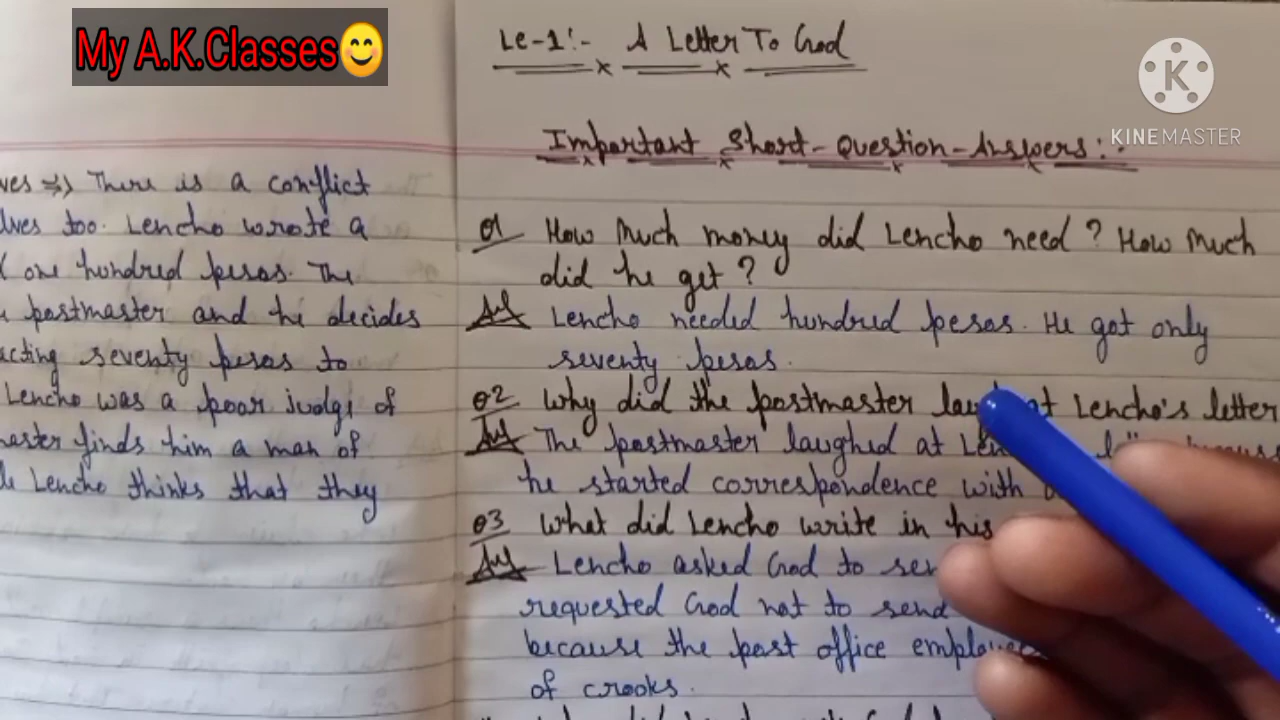 My A.K.Classes😊
KINEMASTER
Le-1:- A Letter To God
Important Short-Question-Answers:-
ves => There is a conflict
lves too. Lencho wrote a
one hundred pesos. The
postmaster and he decides
acting seventy pesos to
Lencho was a poor judge of
master finds him a man of
Lencho thinks that they
Q1 How Much money did Lencho need? How Much
did he get?
Ans Lencho needed hundred pesos. He got only
seventy pesos.
Q2 Why did the postmaster at Lencho's letter
Ans The postmaster laughed at
he started correspondence with
Q3 What did Lencho write in his
Ans Lencho asked God to
requested God not to send
because the post office
of crooks.